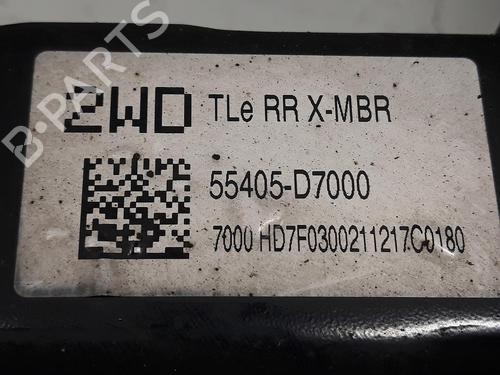 B-PARTS
2WD TLe RR X-MBR
55405-D7000
7000 HD7F0300211217C0180